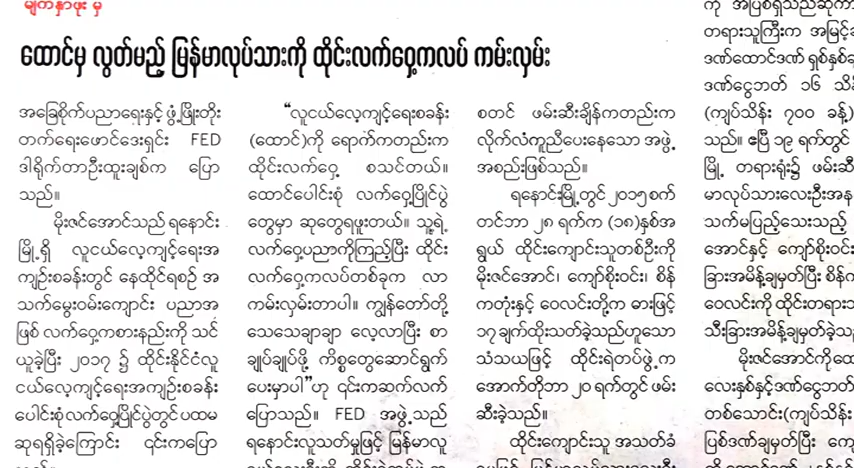 မျက်နှာဖုံး မှ
ထောင်မှ လွတ်မည့် မြန်မာလုပ်သားကို ထိုင်းလက်ဝှေ့ကလပ် ကမ်းလှမ်း
အခြေစိုက်ပညာရေးနှင့် ဖွံ့ဖြိုးတိုး
တက်ရေးဖောင်ဒေးရှင်း FED
ဒါရိုက်တာဦးထူးချစ်က ပြော
သည်။
မိုးဇင်အောင်သည် ရနောင်း
မြို့ရှိ လူငယ်လေ့ကျင့်ရေးအ
ကျဉ်းစခန်းတွင် နေထိုင်ရစဉ် အ
သက်မွေးဝမ်းကျောင်း ပညာအ
ဖြစ် လက်ဝှေ့ကစားနည်းကို သင်
ယူခဲ့ပြီး ၂၀၁၇ ၌ ထိုင်းနိုင်ငံလူ
ငယ်လေ့ကျင့်ရေးအကျဉ်းစခန်း
ပေါင်းစုံလက်ဝှေ့ပြိုင်ပွဲတွင် ပထမ
ဆုရရှိခဲ့ကြောင်း ၎င်းကပြော
သည်။
“လူငယ်လေ့ကျင့်ရေးစခန်း
(ထောင်)ကို ရောက်ကတည်းက
ထိုင်းလက်ဝှေ့ စသင်တယ်။
ထောင်ပေါင်းစုံ လက်ဝှေ့ပြိုင်ပွဲ
တွေမှာ ဆုတွေရဖူးတယ်။ သူ့ရဲ့
လက်ဝှေ့ပညာကိုကြည့်ပြီး ထိုင်း
လက်ဝှေ့ကလပ်တစ်ခုက လာ
ကမ်းလှမ်းတာပါ။ ကျွန်တော်တို့
သေသေချာချာ လေ့လာပြီး စာ
ချုပ်ချုပ်ဖို့ ကိစ္စတွေဆောင်ရွက်
ပေးမှာပါ”ဟု ၎င်းကဆက်လက်
ပြောသည်။ FED အဖွဲ့သည်
ရနောင်းလူသတ်မှုဖြင့် မြန်မာလူ
စတင် ဖမ်းဆီးချိန်ကတည်းက
လိုက်လံကူညီပေးနေသော အဖွဲ့
အစည်းဖြစ်သည်။
ရနောင်းမြို့တွင် ၂၀၁၅စက်
တင်ဘာ ၂၈ ရက်က (၁၈)နှစ်အ
ရွယ် ထိုင်းကျောင်းသူတစ်ဦးကို
မိုးဇင်အောင်၊ ကျော်စိုးဝင်း၊ စိန်
ကတုံးနှင့် ဝေလင်းတို့က ဓားဖြင့်
၁၇ ချက်ထိုးသတ်ခဲ့သည်ဟူသော
သံသယဖြင့် ထိုင်းရဲတပ်ဖွဲ့က
အောက်တိုဘာ ၂၀ ရက်တွင် ဖမ်း
ဆီးခဲ့သည်။
ထိုင်းကျောင်းသူ အသတ်ခံ
ကို အပြစ်ရှိသည်ဆိုကာ
တရားသူကြီးက အမြင့်ဆ
ဒဏ်ထောင်ဒဏ် ရှစ်နှစ်န
ဒဏ်ငွေဘတ် ၁၆ သိန်
(ကျပ်သိန်း ၇၀၀ ခန့်)
သည်။ ဧပြီ ၁၉ ရက်တွင်
မြို့ တရားရုံး၌ ဖမ်းဆီ
မာလုပ်သားလေးဦးအန
သက်မပြည့်သေးသည့်
အောင်နှင့် ကျော်စိုးဝင်း
ခြားအမိန့်ချမှတ်ပြီး စိန်က
ဝေလင်းကို ထိုင်းတရား
သီးခြားအမိန့်ချမှတ်ခဲ့သ
မိုးဇင်အောင်ကိုထေ
လေးနှစ်နှင့်ဒဏ်ငွေဘတ်
တစ်သောင်း(ကျပ်သိန်း
ပြစ်ဒဏ်ချမှတ်ပြီး ကျေ